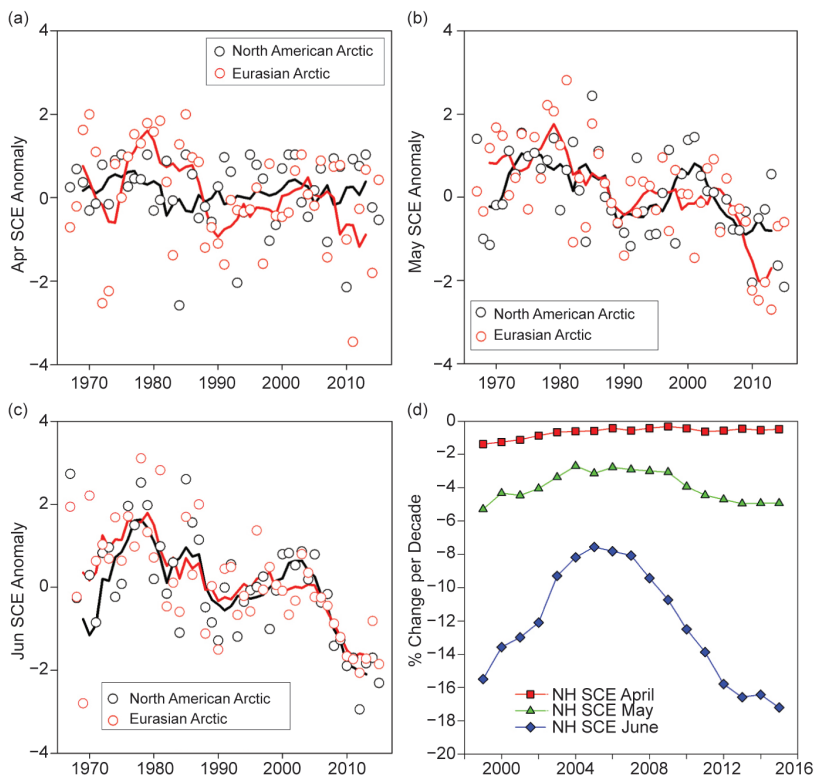 (a)
North American Arctic
Eurasian Arctic
Apr SCE Anomaly
4
2
0
−2
−4
1970 1980 1990 2000 2010
(b)
May SCE Anomaly
4
2
0
−2
−4
North American Arctic
Eurasian Arctic
1970 1980 1990 2000 2010
(c)
Jun SCE Anomaly
4
2
0
−2
−4
North American Arctic
Eurasian Arctic
1970 1980 1990 2000 2010
(d)
% Change per Decade
0
−2
−4
−6
−8
−10
−12
−14
−16
−18
−20
NH SCE April
NH SCE May
NH SCE June
2000 2004 2008 2012 2016